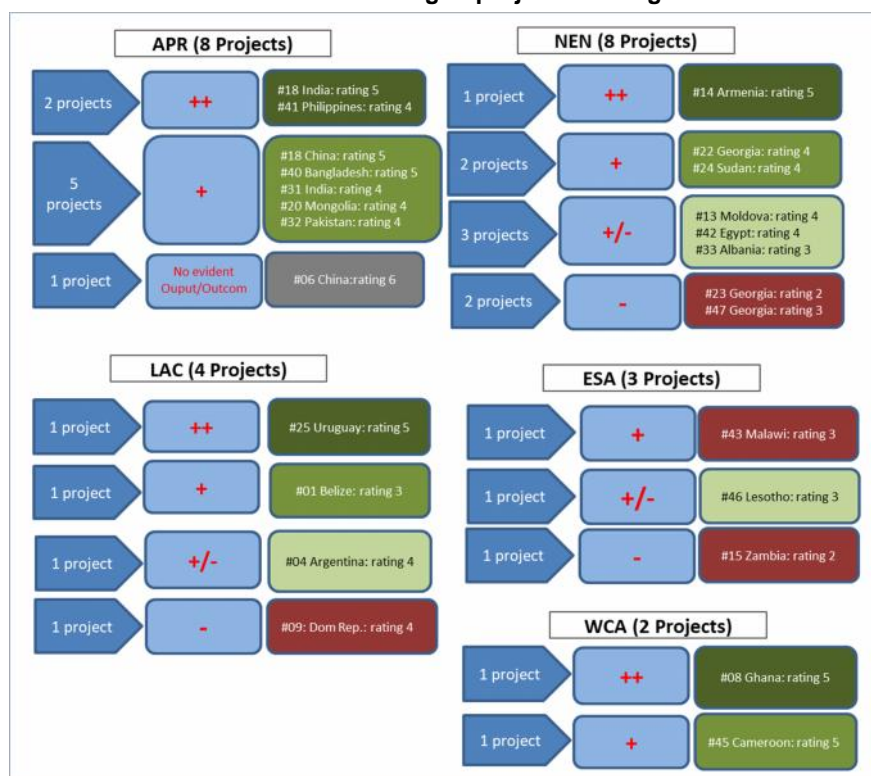 APR (8 Projects)
2 projects
++
#18 India: rating 5
#41 Philippines: rating 4
5
projects
+
#18 China: rating 5
#40 Bangladesh: rating 5
#31 India: rating 4
#20 Mongolia: rating 4
#32 Pakistan: rating 4
1 project
No evident
Ouput/Outcom
#06 China:rating 6
NEN (8 Projects)
1 project
++
#14 Armenia: rating 5
2 projects
+
#22 Georgia: rating 4
#24 Sudan: rating 4
3 projects
+/-
#13 Moldova: rating 4
#42 Egypt: rating 4
#33 Albania: rating 3
2 projects
-
#23 Georgia: rating 2
#47 Georgia: rating 3
LAC (4 Projects)
1 project
++
#25 Uruguay: rating 5
1 project
+
#01 Belize: rating 3
1 project
+/-
#04 Argentina: rating 4
1 project
-
#09: Dom Rep.: rating 4
ESA (3 Projects)
1 project
+
#43 Malawi: rating 3
1 project
+/-
#46 Lesotho: rating 3
1 project
-
#15 Zambia: rating 2
WCA (2 Projects)
1 project
++
#08 Ghana: rating 5
1 project
+
#45 Cameroon: rating 5